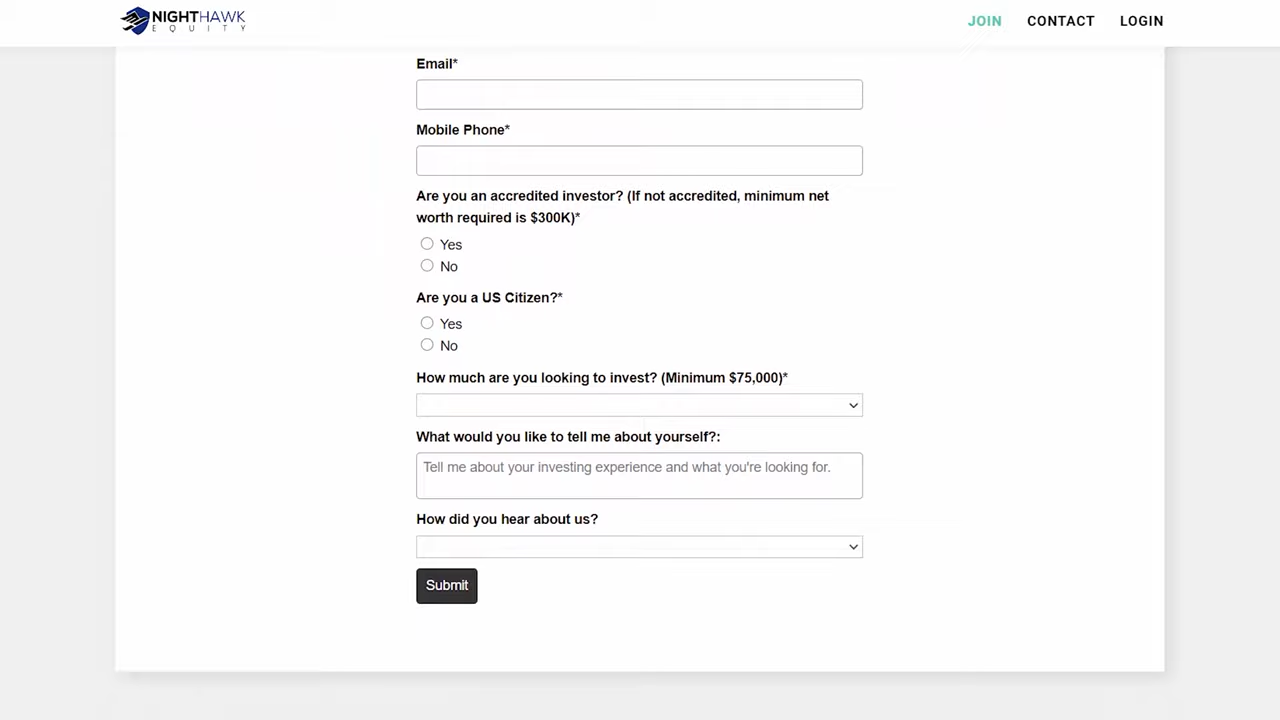 NIGHTHAWK
EQUITY
JOIN CONTACT LOGIN
Email*
Mobile Phone*
Are you an accredited investor? (If not accredited, minimum net
worth required is $300K)*
Yes
No
Are you a US Citizen?*
Yes
No
How much are you looking to invest? (Minimum $75,000)*
What would you like to tell me about yourself?:
Tell me about your investing experience and what you're looking for.
How did you hear about us?
Submit